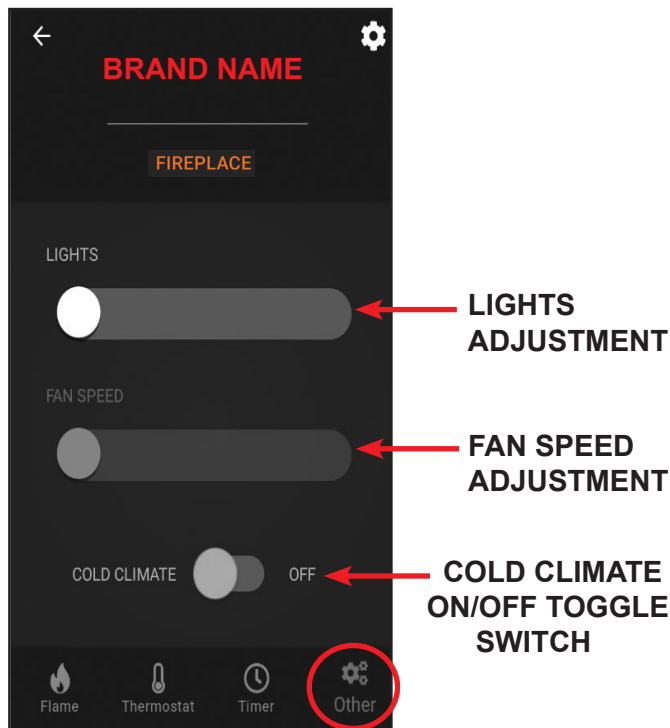 BRAND NAME
FIREPLACE
LIGHTS
LIGHTS
ADJUSTMENT
FAN SPEED
FAN SPEED
ADJUSTMENT
COLD CLIMATE
OFF
COLD CLIMATE
ON/OFF TOGGLE
SWITCH
Flame
Thermostat
Timer
Other